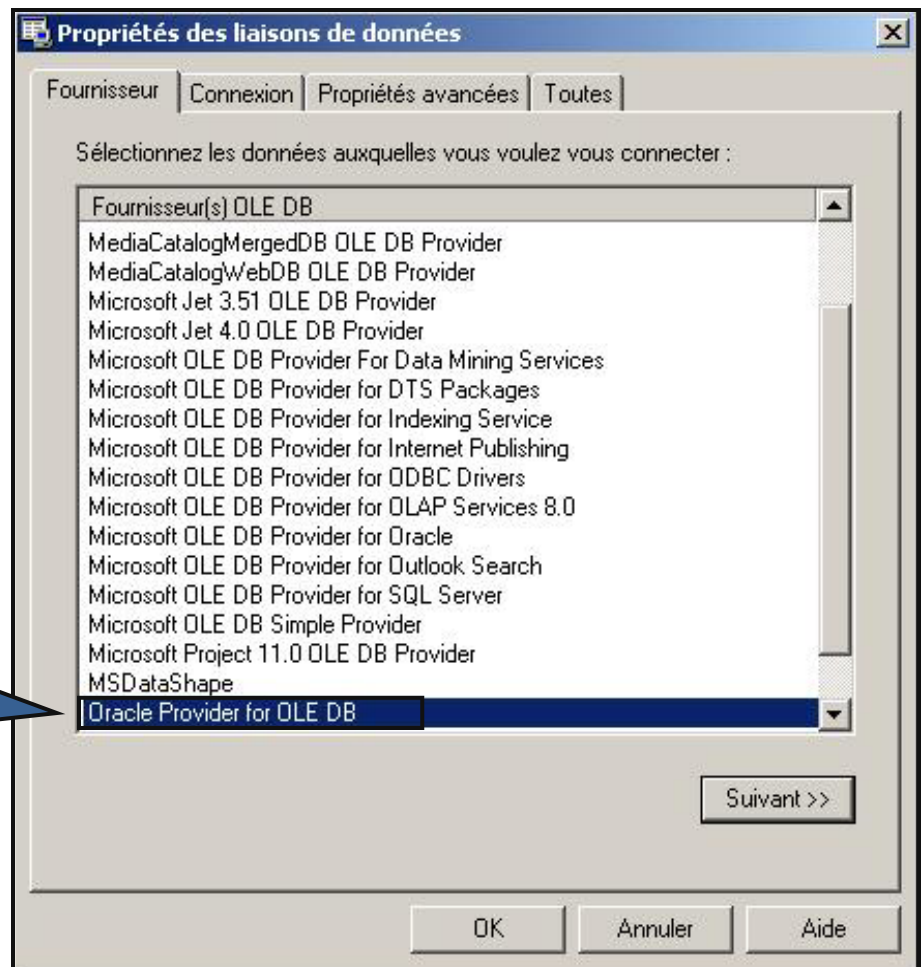 Propriétés des liaisons de données
Fournisseur Connexion Propriétés avancées Toutes
Sélectionnez les données auxquelles vous voulez vous connecter :
Fournisseur(s) OLE DB
MediaCatalogMergedDB OLE DB Provider
MediaCatalogWebDB OLE DB Provider
Microsoft Jet 3.51 OLE DB Provider
Microsoft Jet 4.0 OLE DB Provider
Microsoft OLE DB Provider For Data Mining Services
Microsoft OLE DB Provider for DTS Packages
Microsoft OLE DB Provider for Indexing Service
Microsoft OLE DB Provider for Internet Publishing
Microsoft OLE DB Provider for ODBC Drivers
Microsoft OLE DB Provider for OLAP Services 8.0
Microsoft OLE DB Provider for Oracle
Microsoft OLE DB Provider for Outlook Search
Microsoft OLE DB Provider for SQL Server
Microsoft OLE DB Simple Provider
Microsoft Project 11.0 OLE DB Provider
MSDataShape
Oracle Provider for OLE DB
Suivant >>
OK Annuler Aide